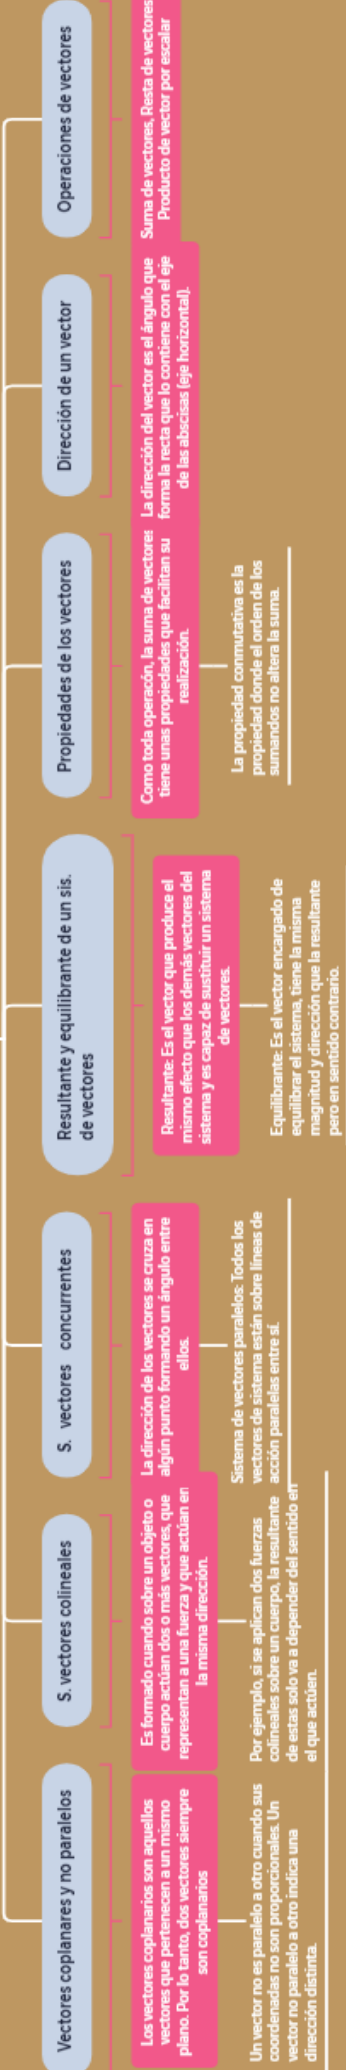 Vectores coplanares y no paralelos
Los vectores coplanarios son aquellos
vectores que pertenecen a un mismo
plano. Por lo tanto, dos vectores siempre
son coplanarios
Un vector no es paralelo a otro cuando sus
coordenadas no son proporcionales. Un
vector no paralelo a otro indica una
dirección distinta.
S. vectores colineales
Es formado cuando sobre un objeto o
cuerpo actúan dos o más vectores, que
representan a una fuerza y que actúan en
la misma dirección.
Por ejemplo, si se aplican dos fuerzas
colineales sobre un cuerpo, la resultante
de estas solo va a depender del sentido en
el que actúen.
S. vectores concurrentes
La dirección de los vectores se cruza en
algún punto formando un ángulo entre
ellos.
Sistema de vectores paralelos: Todos los
vectores de sistema están sobre líneas de
acción paralelas entre sí.
Resultante y equilibrante de un sis.
de vectores
Resultante: Es el vector que produce el
mismo efecto que los demás vectores del
sistema y es capaz de sustituir un sistema
de vectores.
Equilibrante: Es el vector encargado de
equilibrar el sistema, tiene la misma
magnitud y dirección que la resultante
pero en sentido contrario.
Propiedades de los vectores
Como toda operacón, la suma de vectores
tiene unas propiedades que facilitan su
realización.
La propiedad conmutativa es la
propiedad donde el orden de los
sumandos no altera la suma.
Dirección de un vector
La dirección del vector es el ángulo que
forma la recta que lo contiene con el eje
de las abscisas (eje horizontal).
Operaciones de vectores
Suma de vectores, Resta de vectores
Producto de vector por escalar